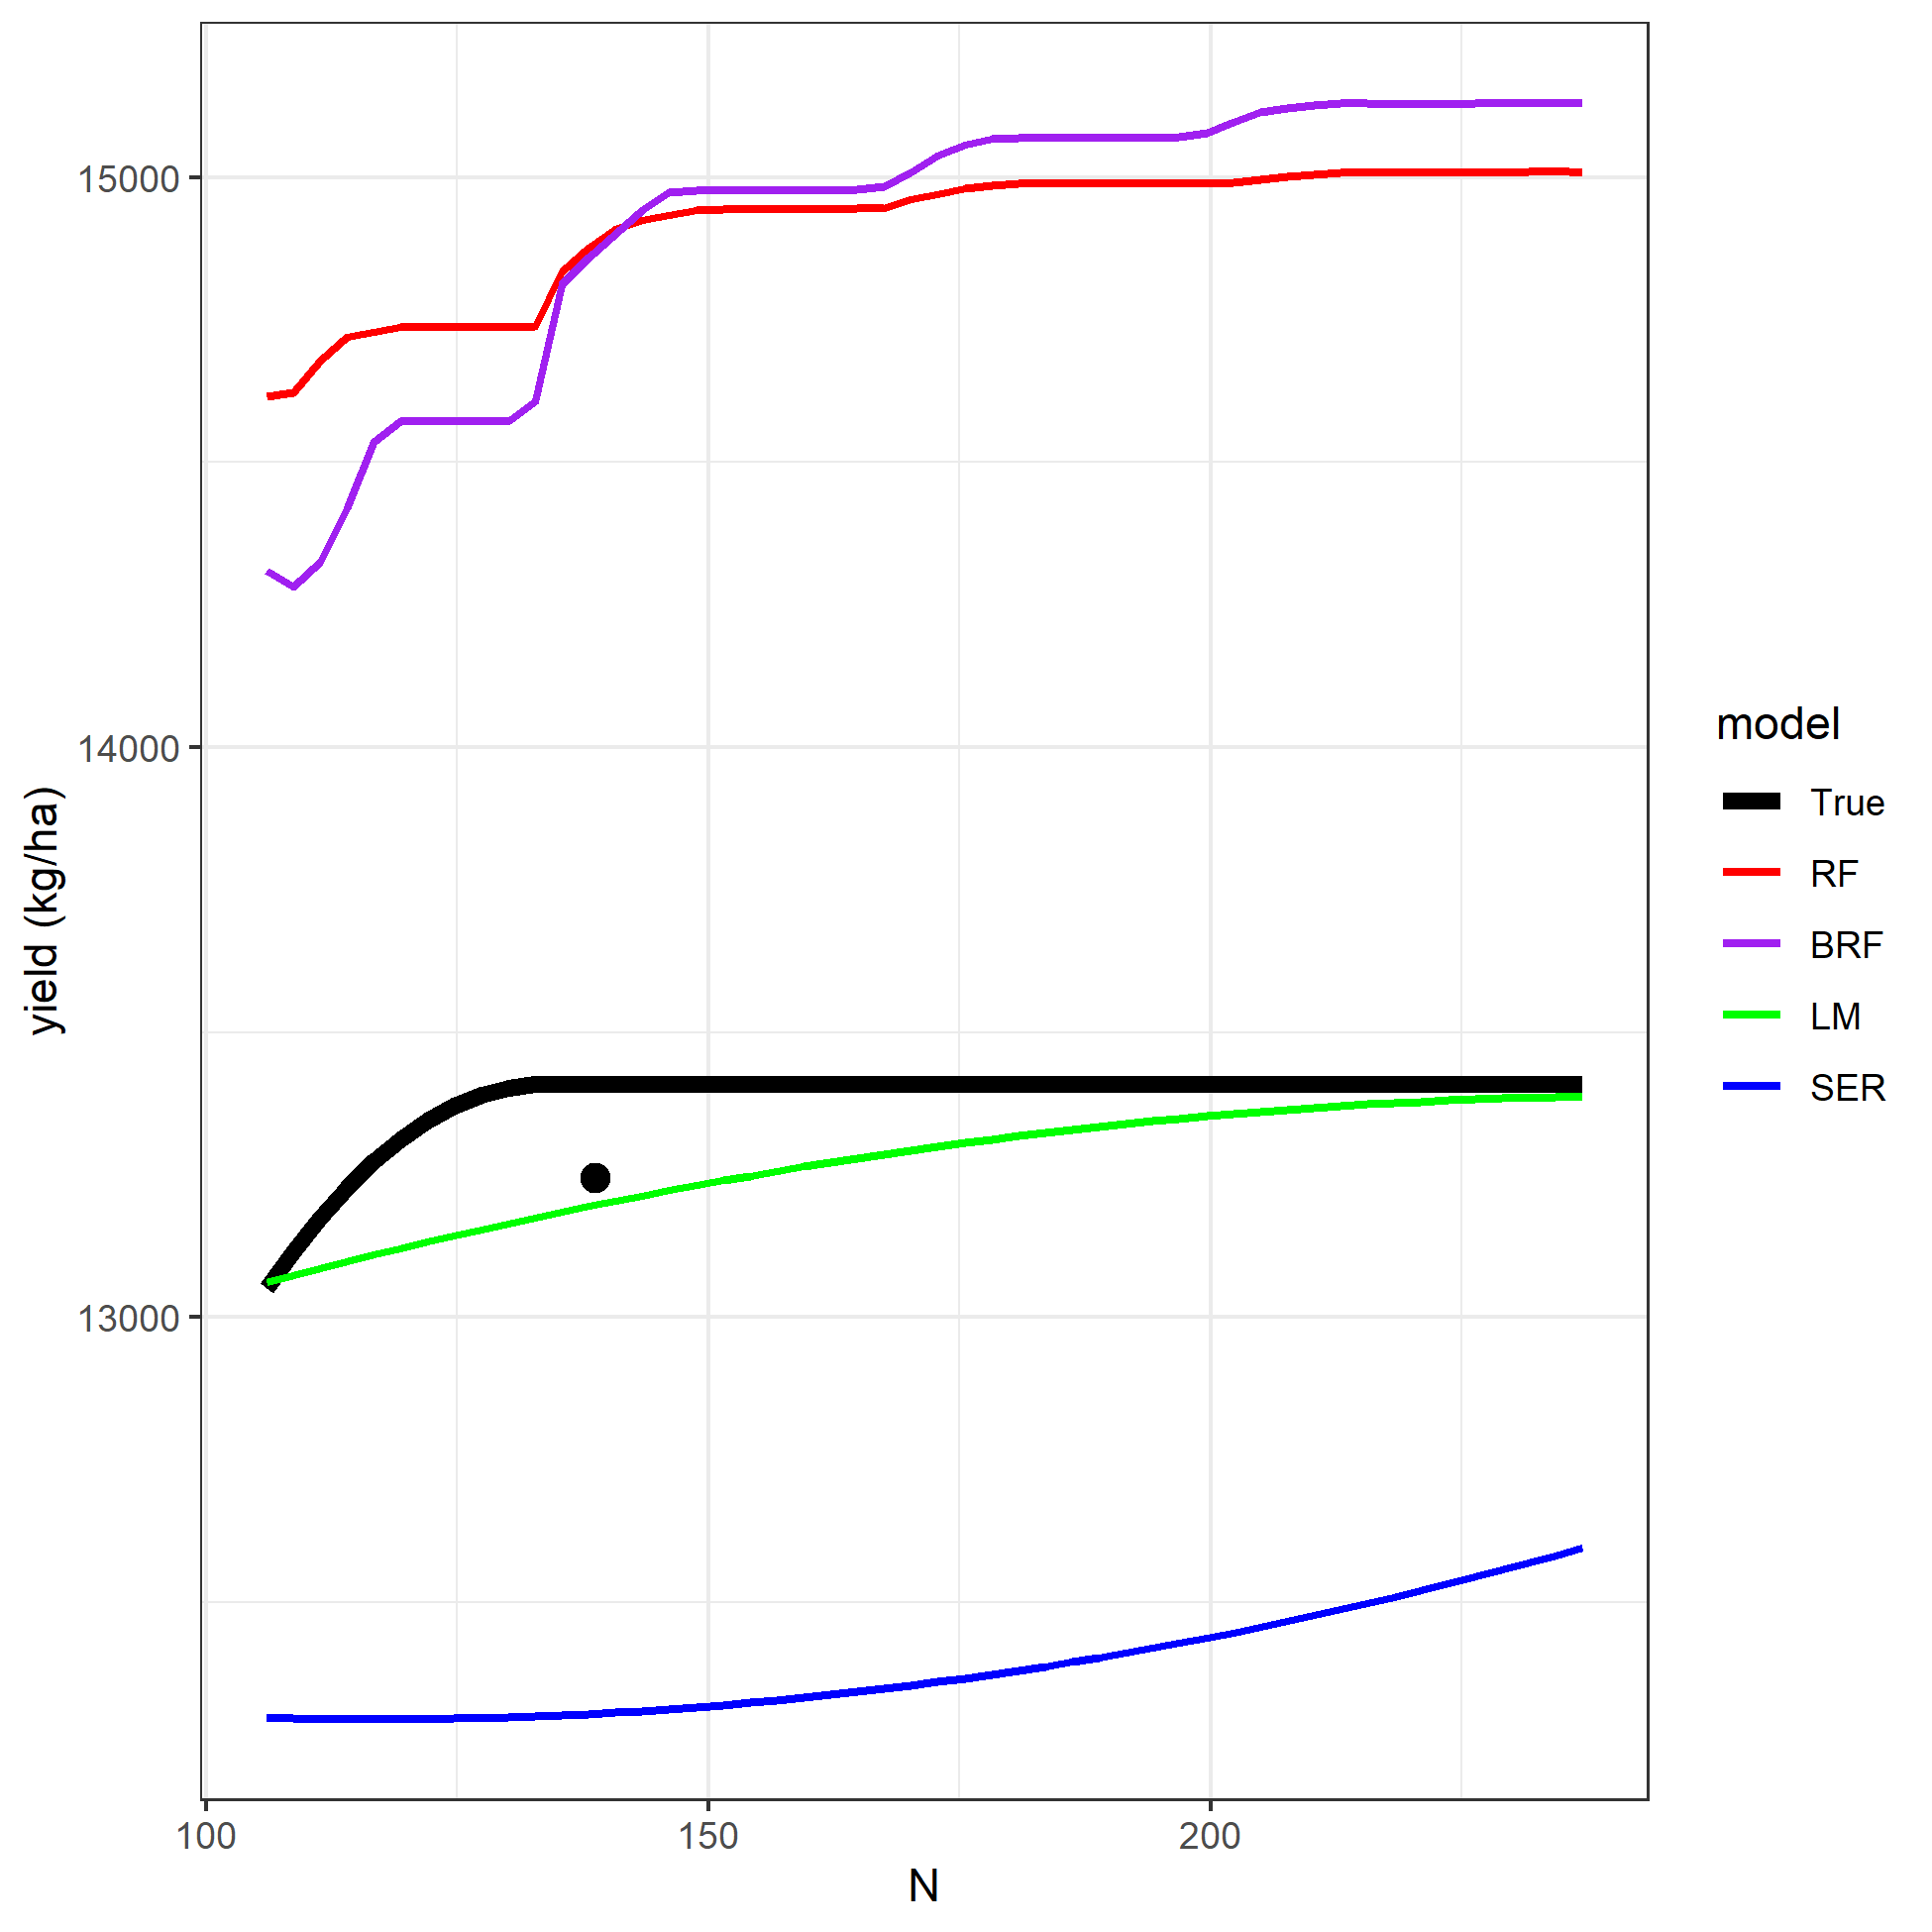 15000
14000
13000
yield (kg/ha)
100
150
200
N
model
True
RF
BRF
LM
SER